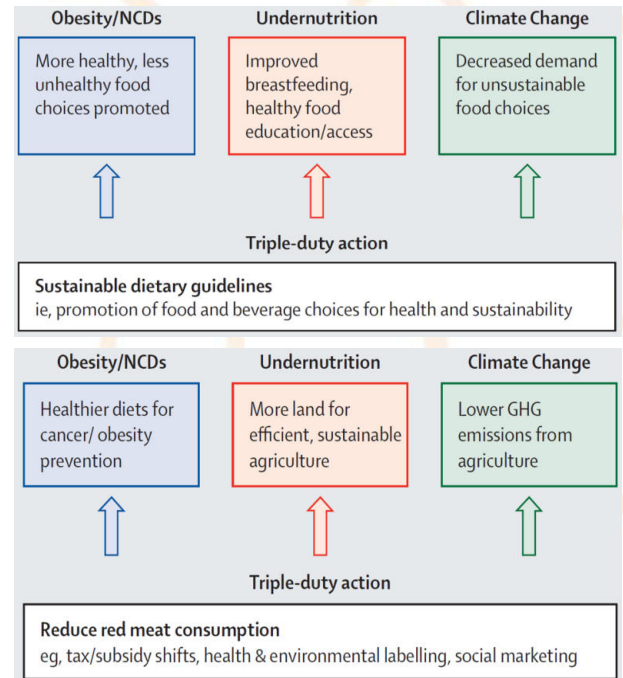 Obesity/NCDs
Undernutrition
Climate Change
More healthy, less
unhealthy food
choices promoted
Improved
breastfeeding,
healthy food
education/access
Decreased demand
for unsustainable
food choices
Triple-duty action
Sustainable dietary guidelines
ie, promotion of food and beverage choices for health and sustainability
Obesity/NCDs
Undernutrition
Climate Change
Healthier diets for
cancer/ obesity
prevention
More land for
efficient, sustainable
agriculture
Lower GHG
emissions from
agriculture
Triple-duty action
Reduce red meat consumption
eg, tax/subsidy shifts, health & environmental labelling, social marketing